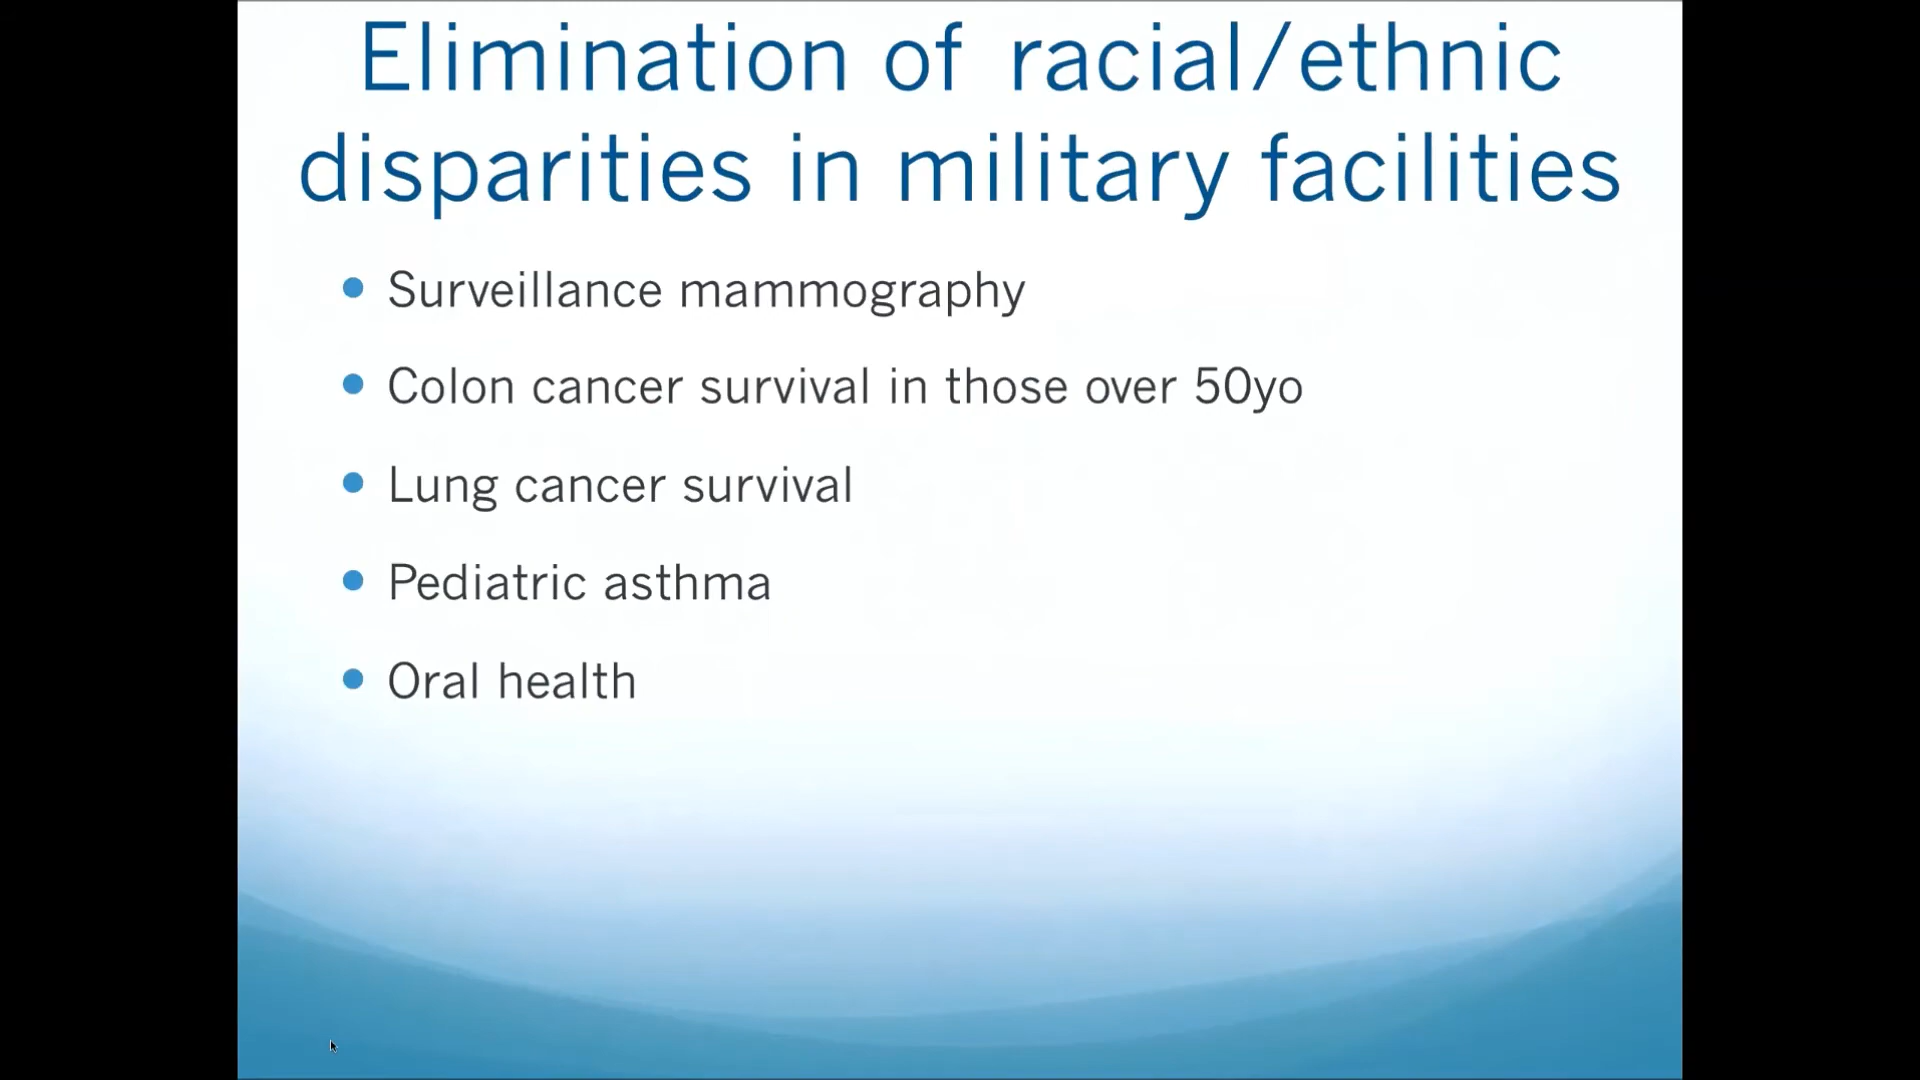 Elimination of racial/ethnic
disparities in military facilities
Surveillance mammography
Colon cancer survival in those over 50yo
Lung cancer survival
Pediatric asthma
Oral health